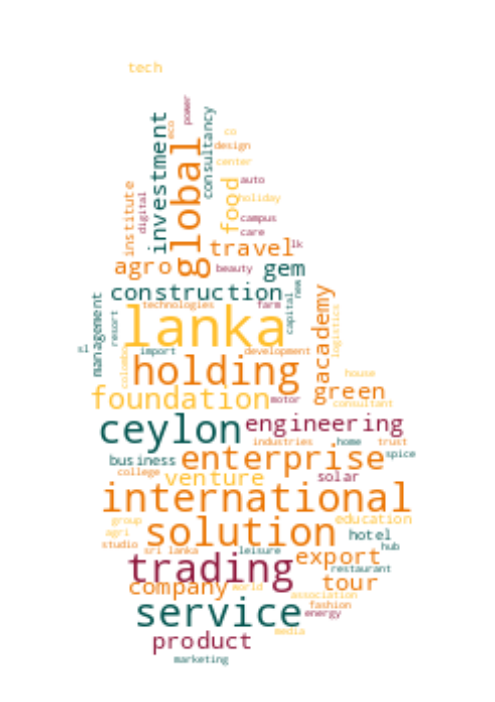 tech
power
eco
investment
consultancy
global
co
design
center
institute
digital
food
auto
holiday
campus
care
travel
lk
agro
beauty
gem
new
construction
farm
capital
management
resort
technologies
lanka
academy
logistics
sl
colombo
import
development
holding
house
foundation
motor
green
consultant
ceylon
engineering
industries
home
trust
business
enterprise
spice
college
venture
solar
international
group
education
agri
solution
hotel
studio
sri lanka
leisure
hub
trading
export
restaurant
company
world
tour
association
service
fashion
energy
product
media
marketing